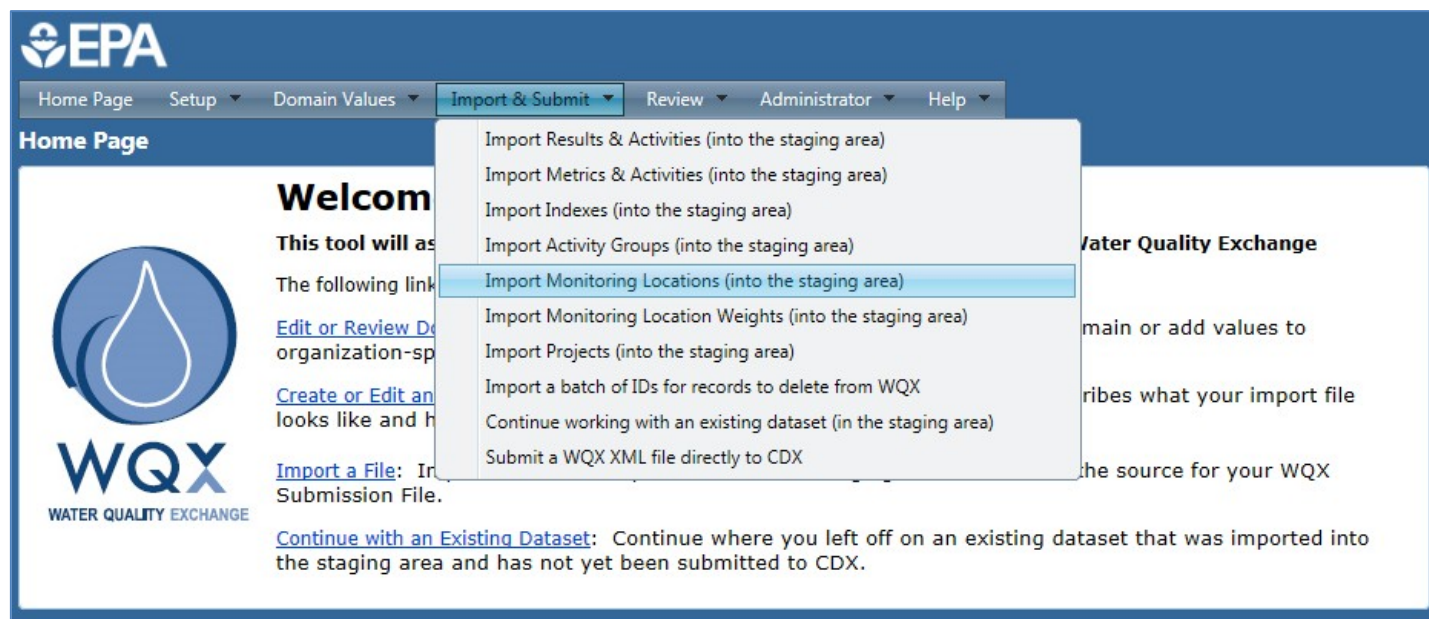 EPA
Home Page Setup Domain Values Import & Submit Review Administrator Help
Home Page
Import Results & Activities (into the staging area)
Import Metrics & Activities (into the staging area)
Import Indexes (into the staging area)
Import Activity Groups (into the staging area)
Import Monitoring Locations (into the staging area)
Import Monitoring Location Weights (into the staging area)
Import Projects (into the staging area)
Import a batch of IDs for records to delete from WQX
Continue working with an existing dataset (in the staging area)
Submit a WQX XML file directly to CDX
Welcom
This tool will as Water Quality Exchange
The following link
Edit or Review Do main or add values to
organization-sp
Create or Edit an ribes what your import file
looks like and h
Import a File: the source for your WQX
Submission File.
Continue with an Existing Dataset: Continue where you left off on an existing dataset that was imported into
the staging area and has not yet been submitted to CDX.
WQX
WATER QUALITY EXCHANGE